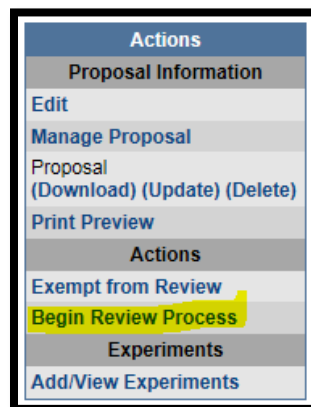 Actions
Proposal Information
Edit
Manage Proposal
Proposal
(Download) (Update) (Delete)
Print Preview
Actions
Exempt from Review
Begin Review Process
Experiments
Add/View Experiments